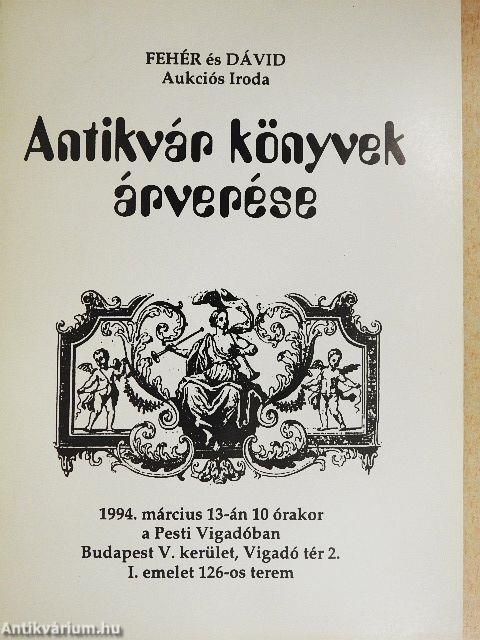 FEHÉR és DÁVID
Aukciós Iroda
Antikvár könyvek
árverése
1994. március 13-án 10 órakor
a Pesti Vigadóban
Budapest V. kerület, Vigadó tér 2.
I. emelet 126-os terem
Antikvárium.hu